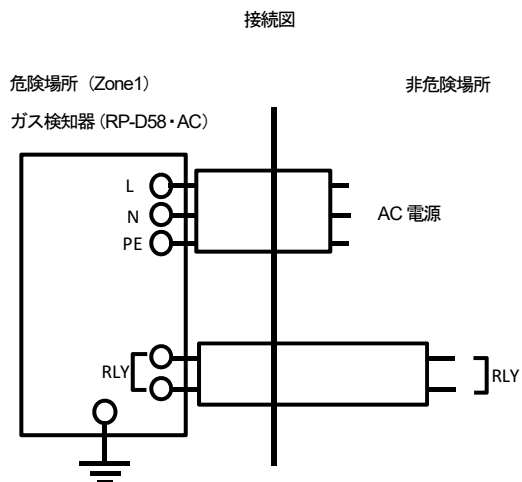 接続図
危険場所（Zone1）
非危険場所
ガス検知器（RP-D58・AC）
L
N
AC 電源
PE
RLY
RLY